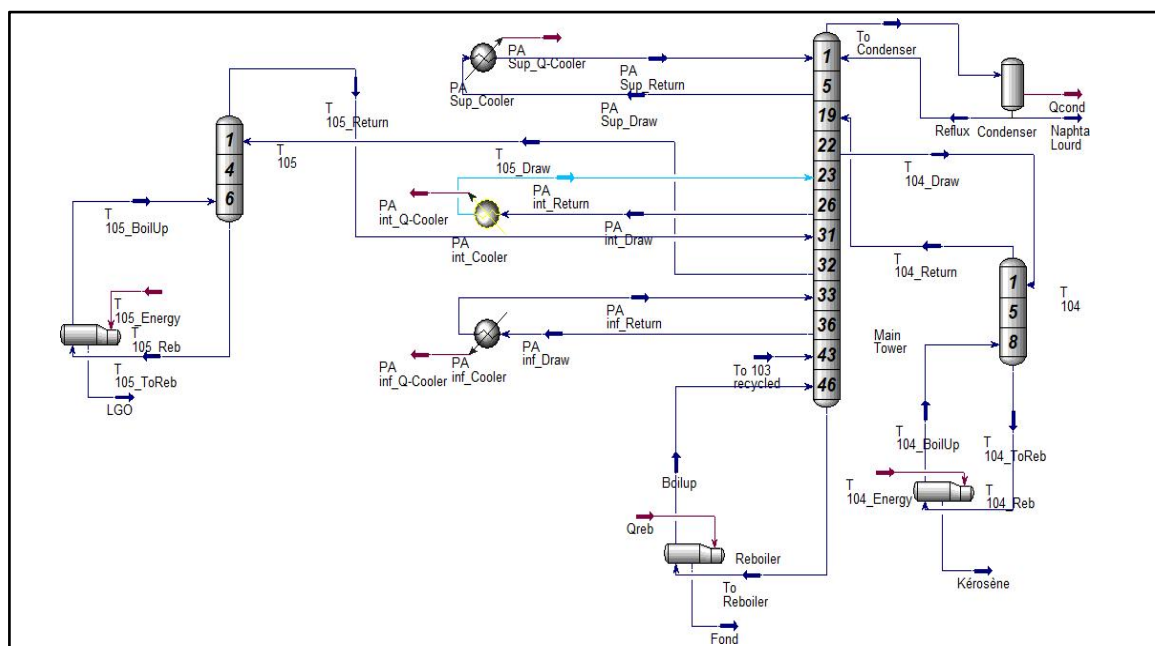 To
Condenser
PA
Sup_Q-Cooler
PA
Sup_Return
PA
Sup_Cooler
PA
Sup_Draw
1
5
19
22
23
26
31
32
33
36
43
46
Qcond
Reflux
Condenser
Naphta
Lourd
T
105_Return
T
105
1
4
6
T
105_BoilUp
T
105_Draw
T
104_Draw
PA
int_Return
PA
int_Q-Cooler
PA
int_Draw
PA
int_Cooler
T
104_Return
1
5
8
T
104
T
105_Energy
T
105_Reb
T
105_ToReb
LGO
PA
inf_Return
PA
inf_Draw
PA
inf_Q-Cooler
PA
inf_Cooler
Main
Tower
To 103
recycled
T
104_BoilUp
T
104_ToReb
T
104_Energy
T
104_Reb
Boilup
Qreb
Reboiler
To
Reboiler
Kérosène
Fond